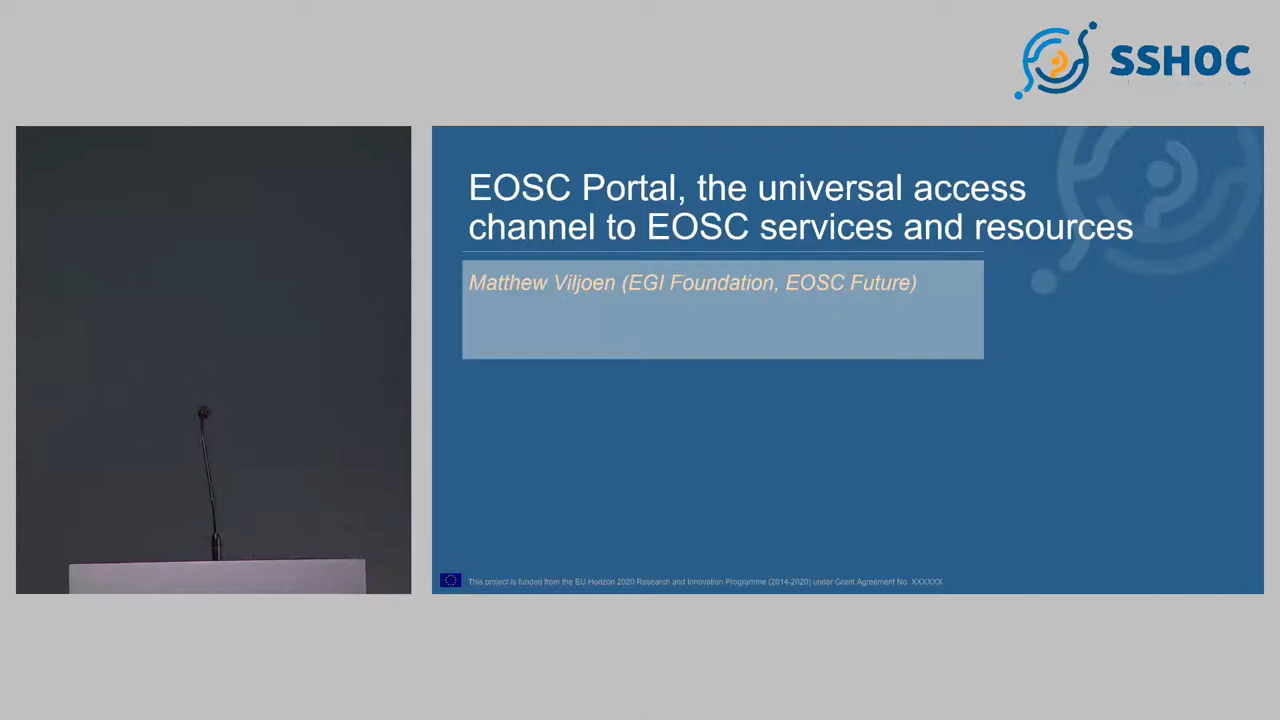 SSHOC
EOSC Portal, the universal access
channel to EOSC services and resources
Matthew Viljoen (EGI Foundation, EOSC Future)
This project is funded from the EU Horizon 2020 Research and Innovation Programme (2014-2020) under Grant Agreement No. XXXXXX